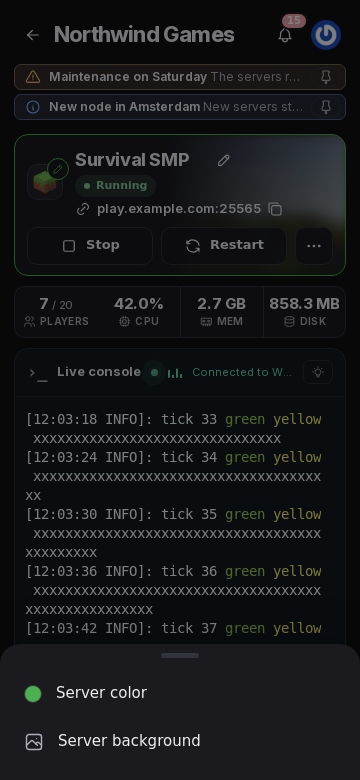 Northwind Games
15
Maintenance on Saturday The servers r…
New node in Amsterdam New servers st…
Survival SMP
Running
play.example.com:25565
Stop
Restart
7 / 20
PLAYERS
42.0%
CPU
2.7 GB
MEM
858.3 MB
DISK
Live console
Connected to W…
[12:03:18 INFO]: tick 33 green yellow
xxxxxxxxxxxxxxxxxxxxxxxxxxxxxxx
[12:03:24 INFO]: tick 34 green yellow
xxxxxxxxxxxxxxxxxxxxxxxxxxxxxxxxxxxx
xx
[12:03:30 INFO]: tick 35 green yellow
xxxxxxxxxxxxxxxxxxxxxxxxxxxxxxxxxxxx
xxxxxxxxx
[12:03:36 INFO]: tick 36 green yellow
xxxxxxxxxxxxxxxxxxxxxxxxxxxxxxxxxxxx
xxxxxxxxxxxxxxxx
[12:03:42 INFO]: tick 37 green yellow
Server color
Server background